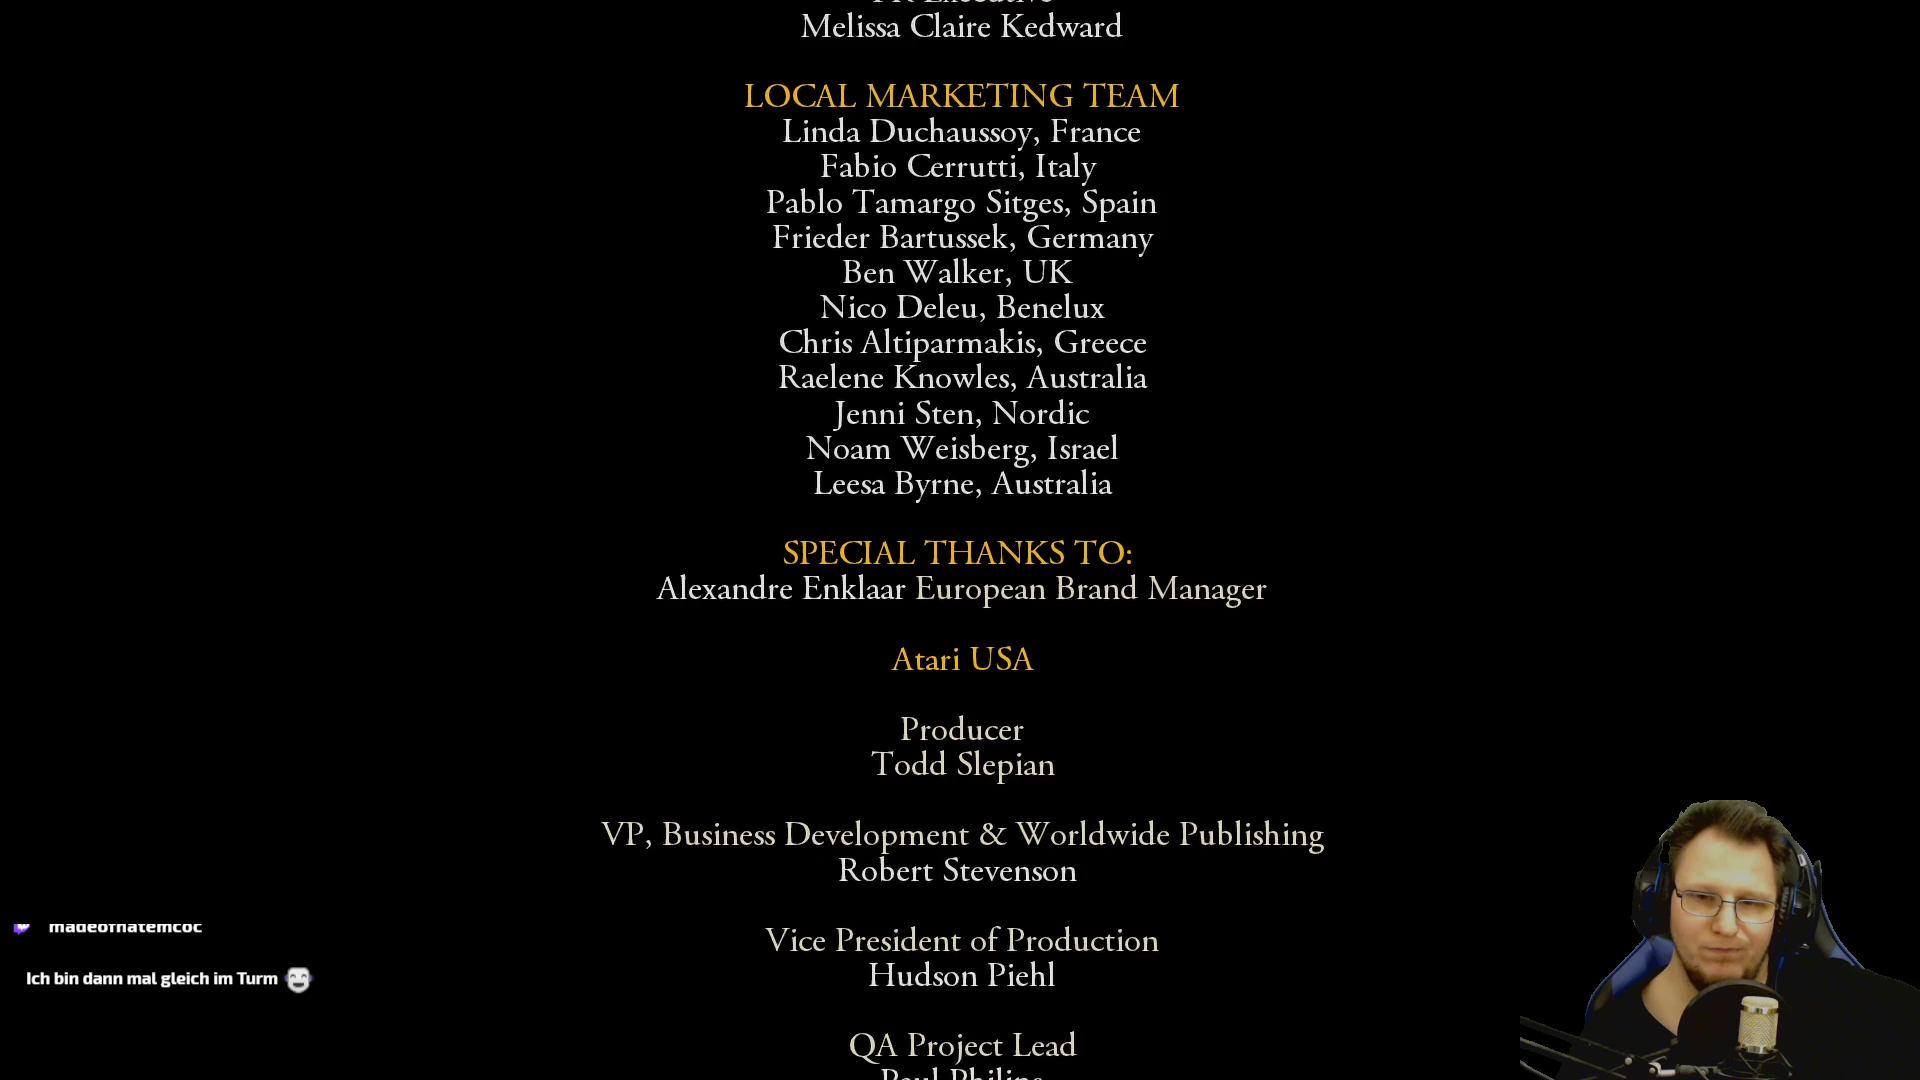 Melissa Claire Kedward
LOCAL MARKETING TEAM
Linda Duchaussoy, France
Fabio Cerrutti, Italy
Pablo Tamargo Sitges, Spain
Frieder Bartussek, Germany
Ben Walker, UK
Nico Deleu, Benelux
Chris Altiparmakis, Greece
Raelene Knowles, Australia
Jenni Sten, Nordic
Noam Weisberg, Israel
Leesa Byrne, Australia
SPECIAL THANKS TO:
Alexandre Enklaar European Brand Manager
Atari USA
Producer
Todd Slepian
VP, Business Development & Worldwide Publishing
Robert Stevenson
Vice President of Production
Hudson Piehl
QA Project Lead
madeofhatemcoc
Ich bin dann mal gleich im Turm